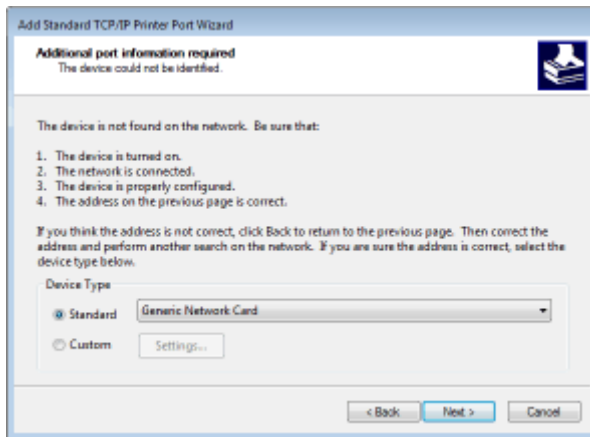 Add Standard TCP/IP Printer Port Wizard
Additional port information required
The device could not be identified.
The device is not found on the network.  Be sure that:
1.  The device is turned on.
2.  The network is connected.
3.  The device is properly configured.
4.  The address on the previous page is correct.
If you think the address is not correct, click Back to return to the previous page.  Then correct the
address and perform another search on the network.  If you are sure the address is correct, select the
device type below.
Device Type
Standard
Generic Network Card
Custom
Settings...
< Back
Next >
Cancel